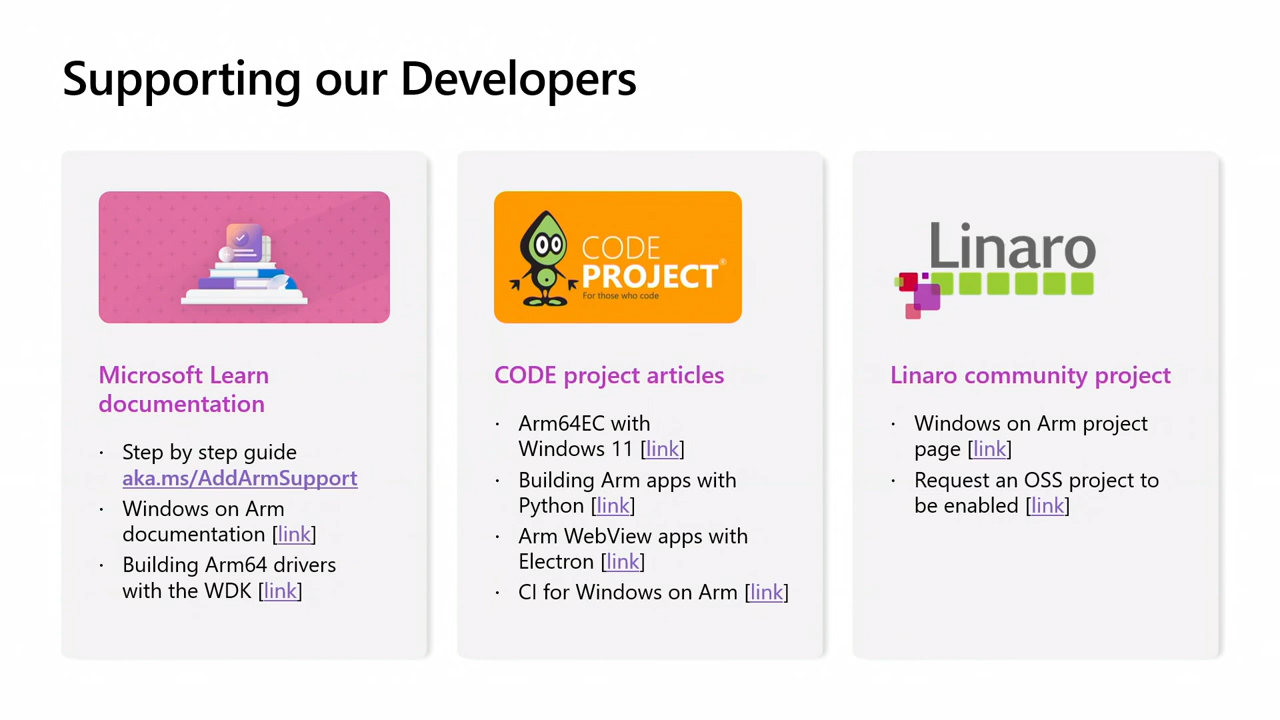 Supporting our Developers
Microsoft Learn
documentation
· Step by step guide
aka.ms/AddArmSupport
· Windows on Arm
documentation [link]
· Building Arm64 drivers
with the WDK [link]
CODE
PROJECT®
For those who code
CODE project articles
· Arm64EC with
Windows 11 [link]
· Building Arm apps with
Python [link]
· Arm WebView apps with
Electron [link]
· CI for Windows on Arm [link]
Linaro
Linaro community project
· Windows on Arm project
page [link]
· Request an OSS project to
be enabled [link]